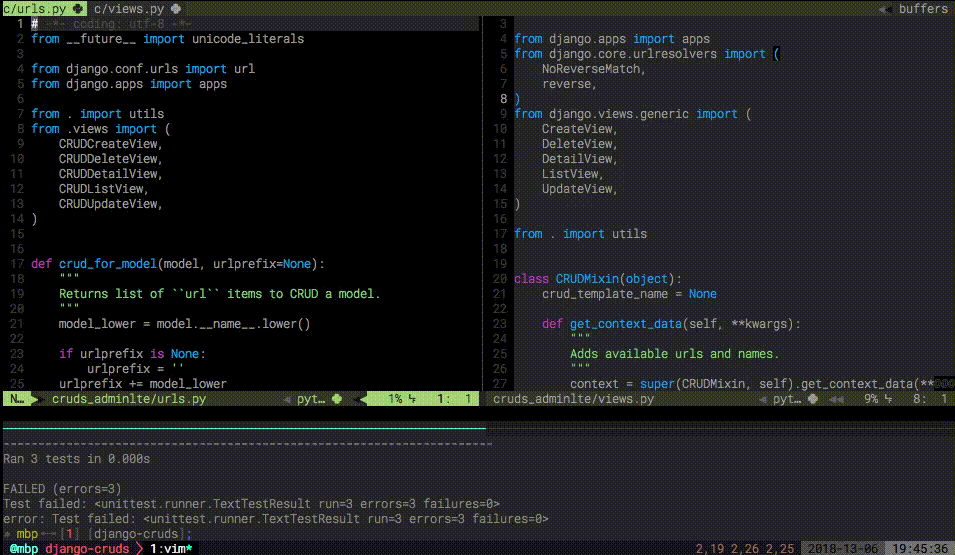 c/urls.py c/views.py buffers
1 # -*- coding: utf-8 -*-
2 from __future__ import unicode_literals
3
4 from django.conf.urls import url
5 from django.apps import apps
6
7 from . import utils
8 from .views import (
9 CRUDCreateView,
10 CRUDDeleteView,
11 CRUDDetailView,
12 CRUDListView,
13 CRUDUpdateView,
14 )
15
16
17 def crud_for_model(model, urlprefix=None):
18 """
19 Returns list of ``url`` items to CRUD a model.
20 """
21 model_lower = model.__name__.lower()
22
23 if urlprefix is None:
24 urlprefix = ''
25 urlprefix += model_lower
N… cruds_adminlte/urls.py pyt… 1% 1: 1
3
4 from django.apps import apps
5 from django.core.urlresolvers import (
6 NoReverseMatch,
7 reverse,
8 )
9 from django.views.generic import (
10 CreateView,
11 DeleteView,
12 DetailView,
13 ListView,
14 UpdateView,
15 )
16
17 from . import utils
18
19
20 class CRUDMixin(object):
21 crud_template_name = None
22
23 def get_context_data(self, **kwargs):
24 """
25 Adds available urls and names.
26 """
27 context = super(CRUDMixin, self).get_context_data(**@@@
cruds_adminlte/views.py pyt… 9% 8: 1
----------------------------------------------------------------------
Ran 3 tests in 0.000s
FAILED (errors=3)
Test failed: <unittest.runner.TextTestResult run=3 errors=3 failures=0>
error: Test failed: <unittest.runner.TextTestResult run=3 errors=3 failures=0>
mbp [1] [django-cruds];
@mbp django-cruds 1:vim* 2,19 2,26 2,25 2018-13-06 19:45:36